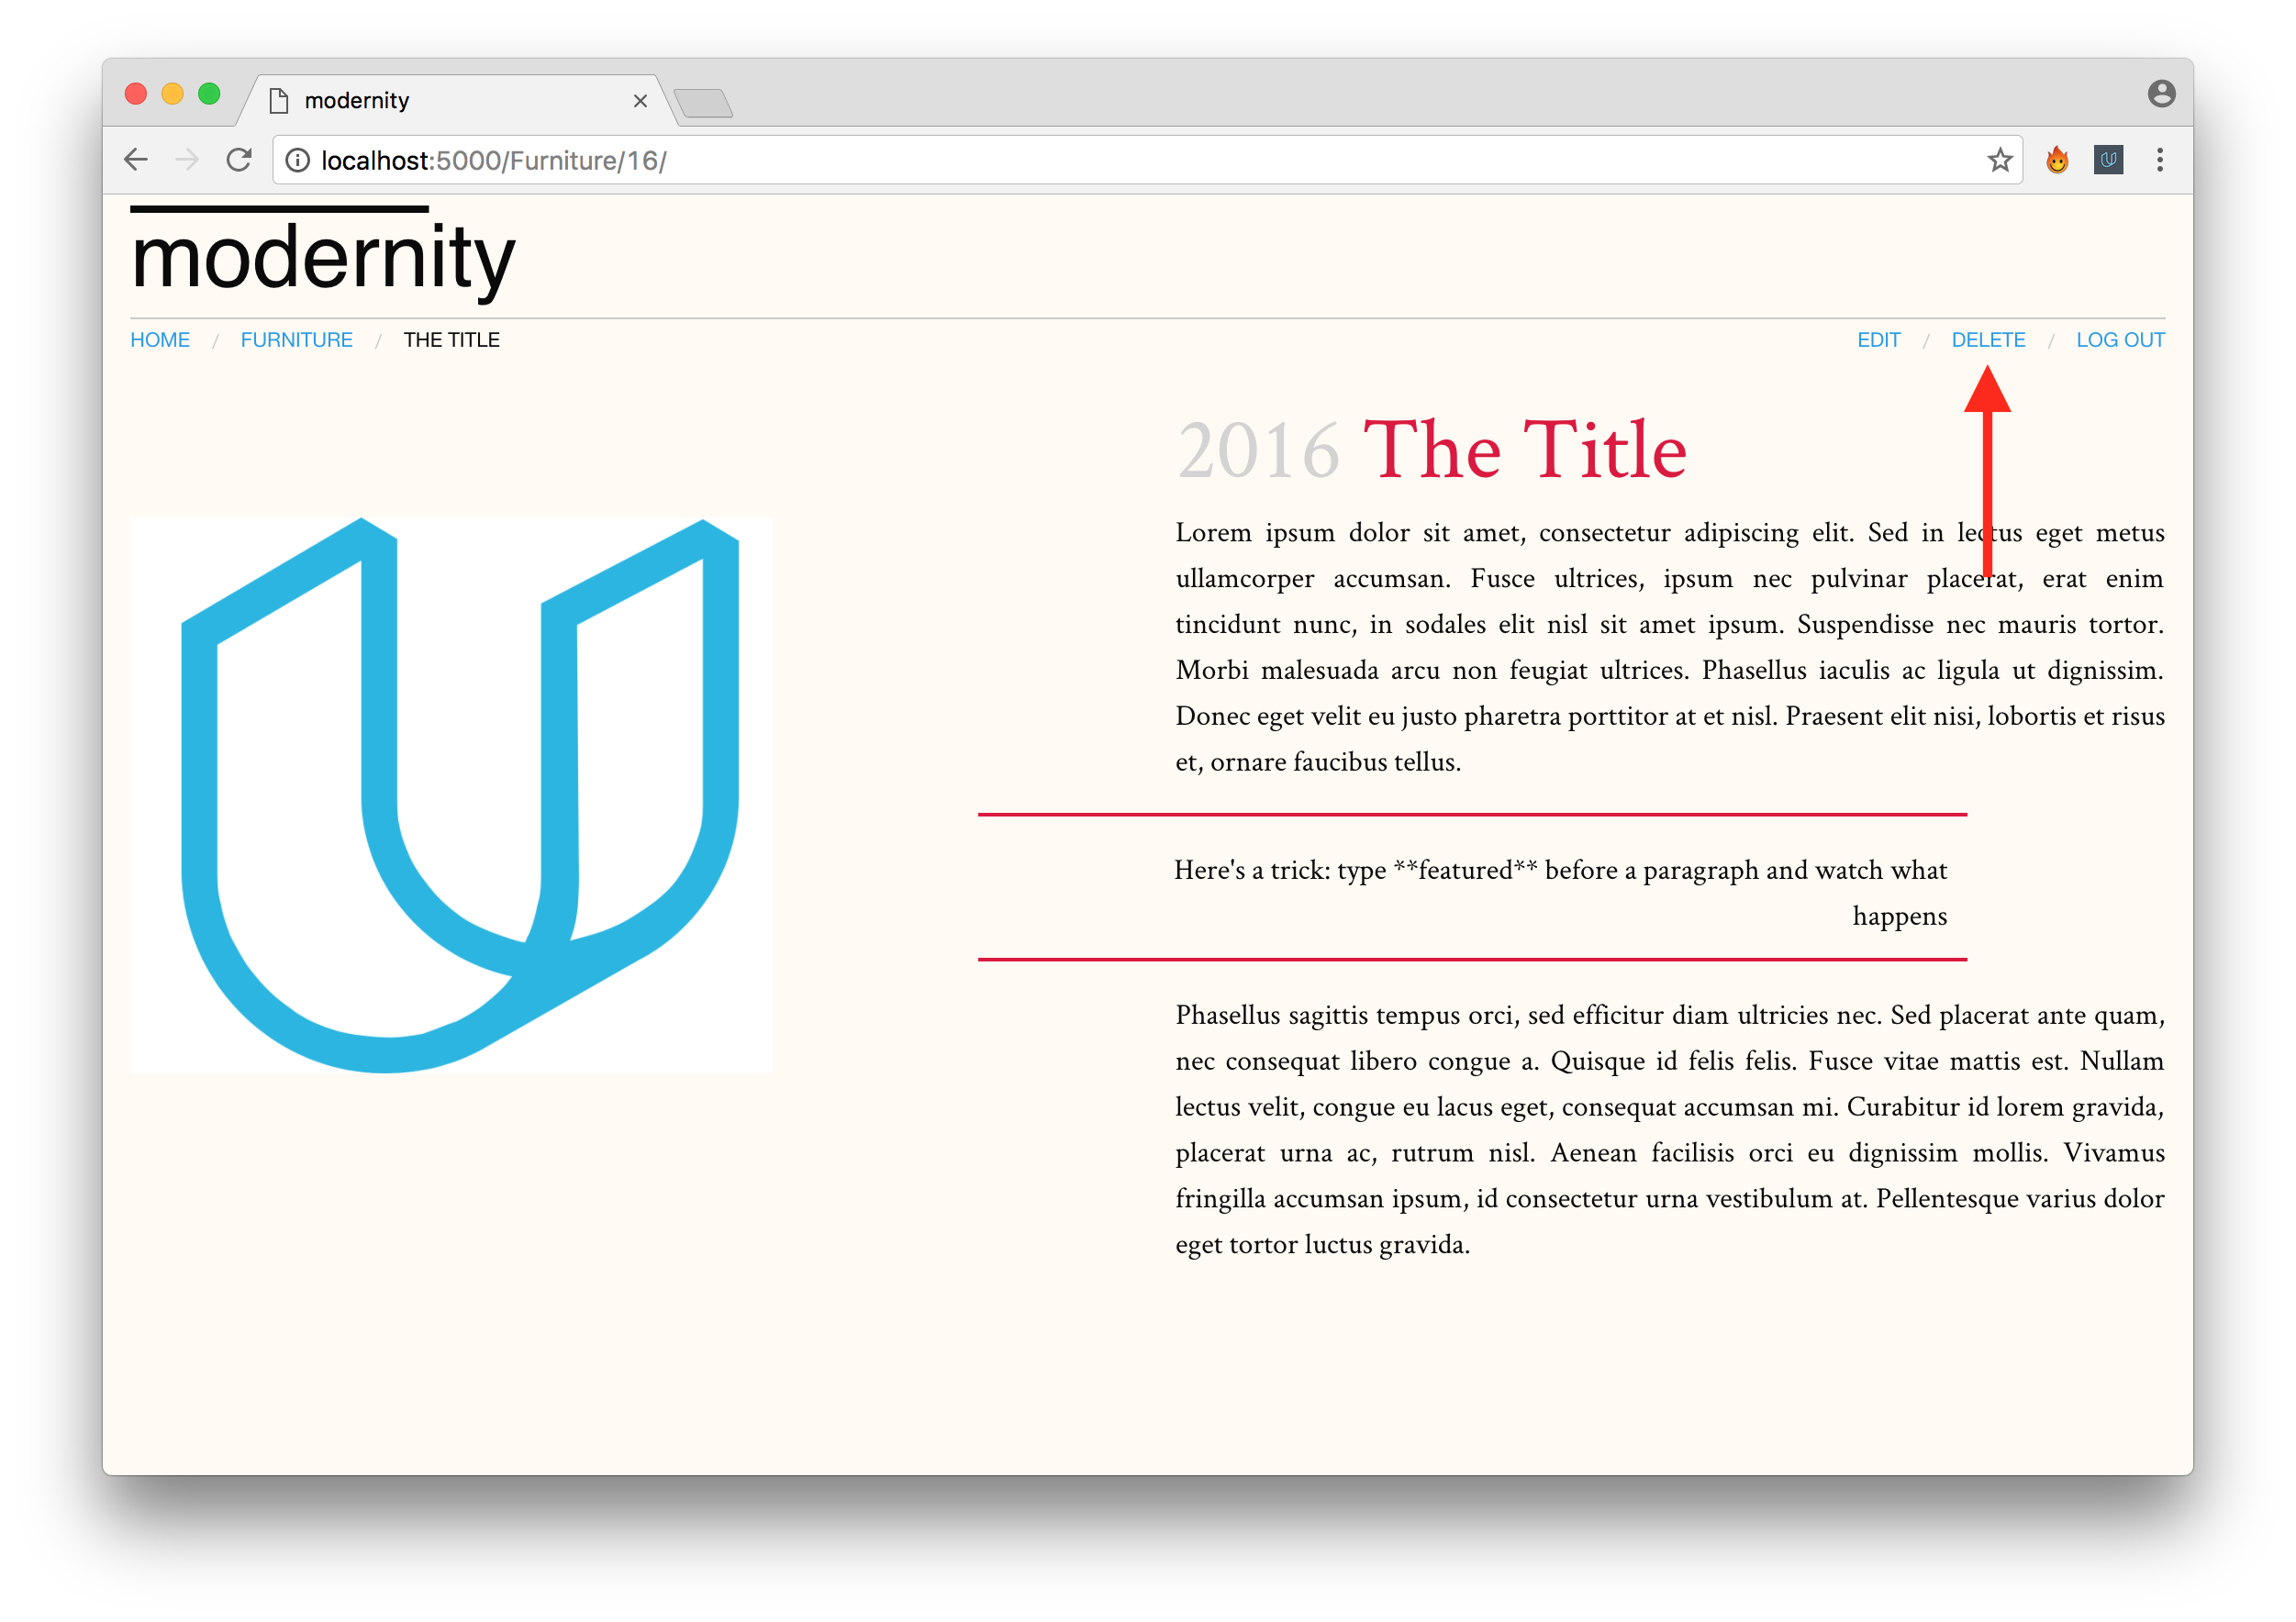 modernity
localhost:5000/Furniture/16/
modernity
HOME / FURNITURE / THE TITLE
EDIT / DELETE / LOG OUT
2016 The Title
Lorem ipsum dolor sit amet, consectetur adipiscing elit. Sed in lectus eget metus
ullamcorper accumsan. Fusce ultrices, ipsum nec pulvinar placerat, erat enim
tincidunt nunc, in sodales elit nisl sit amet ipsum. Suspendisse nec mauris tortor.
Morbi malesuada arcu non feugiat ultrices. Phasellus iaculis ac ligula ut dignissim.
Donec eget velit eu justo pharetra porttitor at et nisl. Praesent elit nisi, lobortis et risus
et, ornare faucibus tellus.
Here's a trick: type **featured** before a paragraph and watch what
happens
Phasellus sagittis tempus orci, sed efficitur diam ultricies nec. Sed placerat ante quam,
nec consequat libero congue a. Quisque id felis felis. Fusce vitae mattis est. Nullam
lectus velit, congue eu lacus eget, consequat accumsan mi. Curabitur id lorem gravida,
placerat urna ac, rutrum nisl. Aenean facilisis orci eu dignissim mollis. Vivamus
fringilla accumsan ipsum, id consectetur urna vestibulum at. Pellentesque varius dolor
eget tortor luctus gravida.